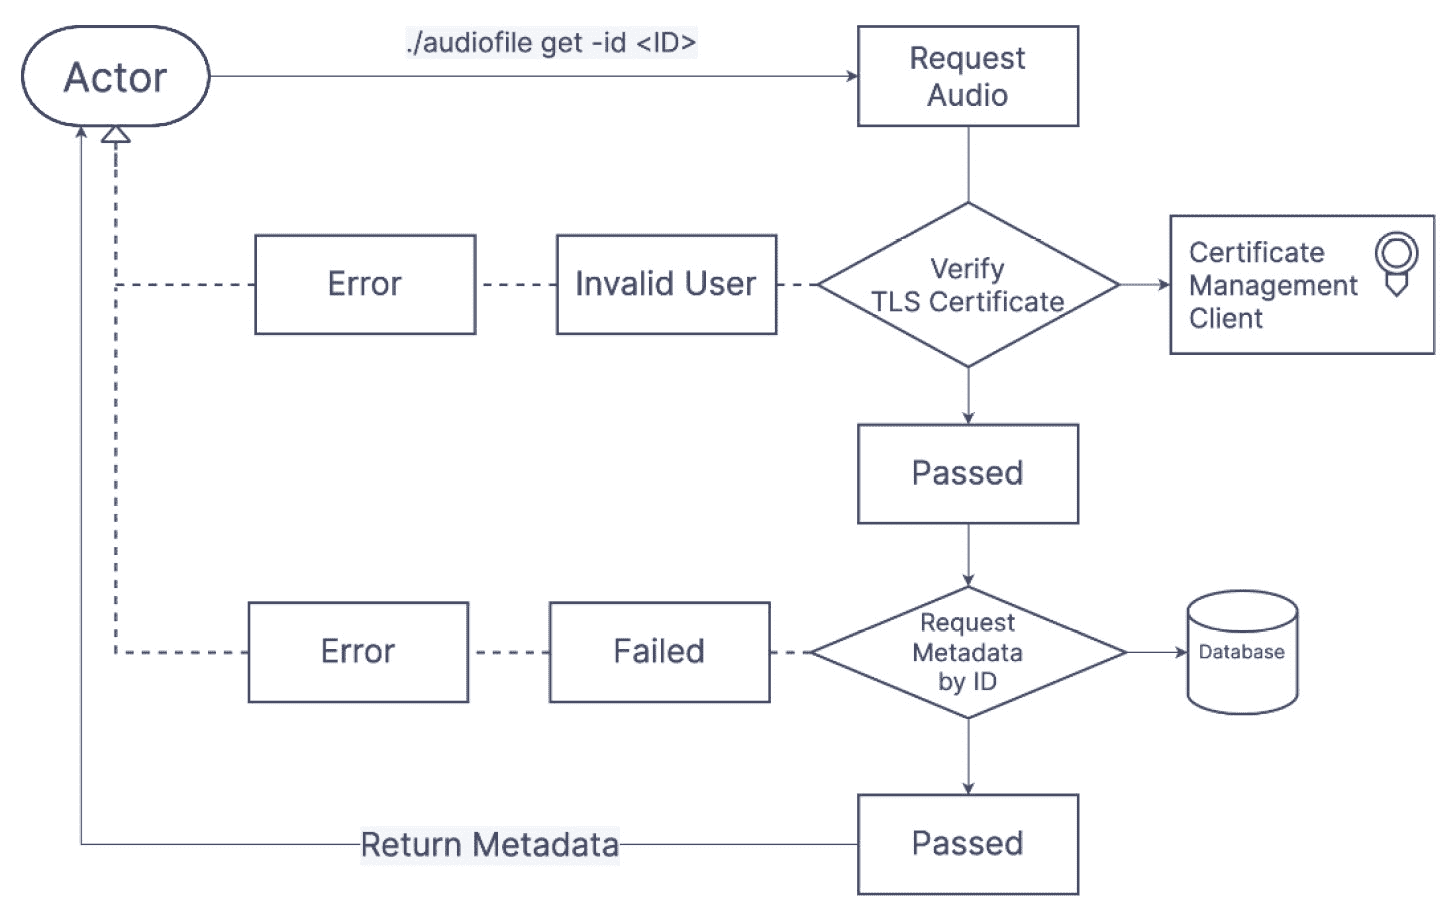 ./audiofile get -id <ID>
Actor
Request
Audio
Verify
TLS Certificate
Certificate
Management
Client
Invalid User
Error
Passed
Request
Metadata
by ID
Database
Failed
Error
Passed
Return Metadata